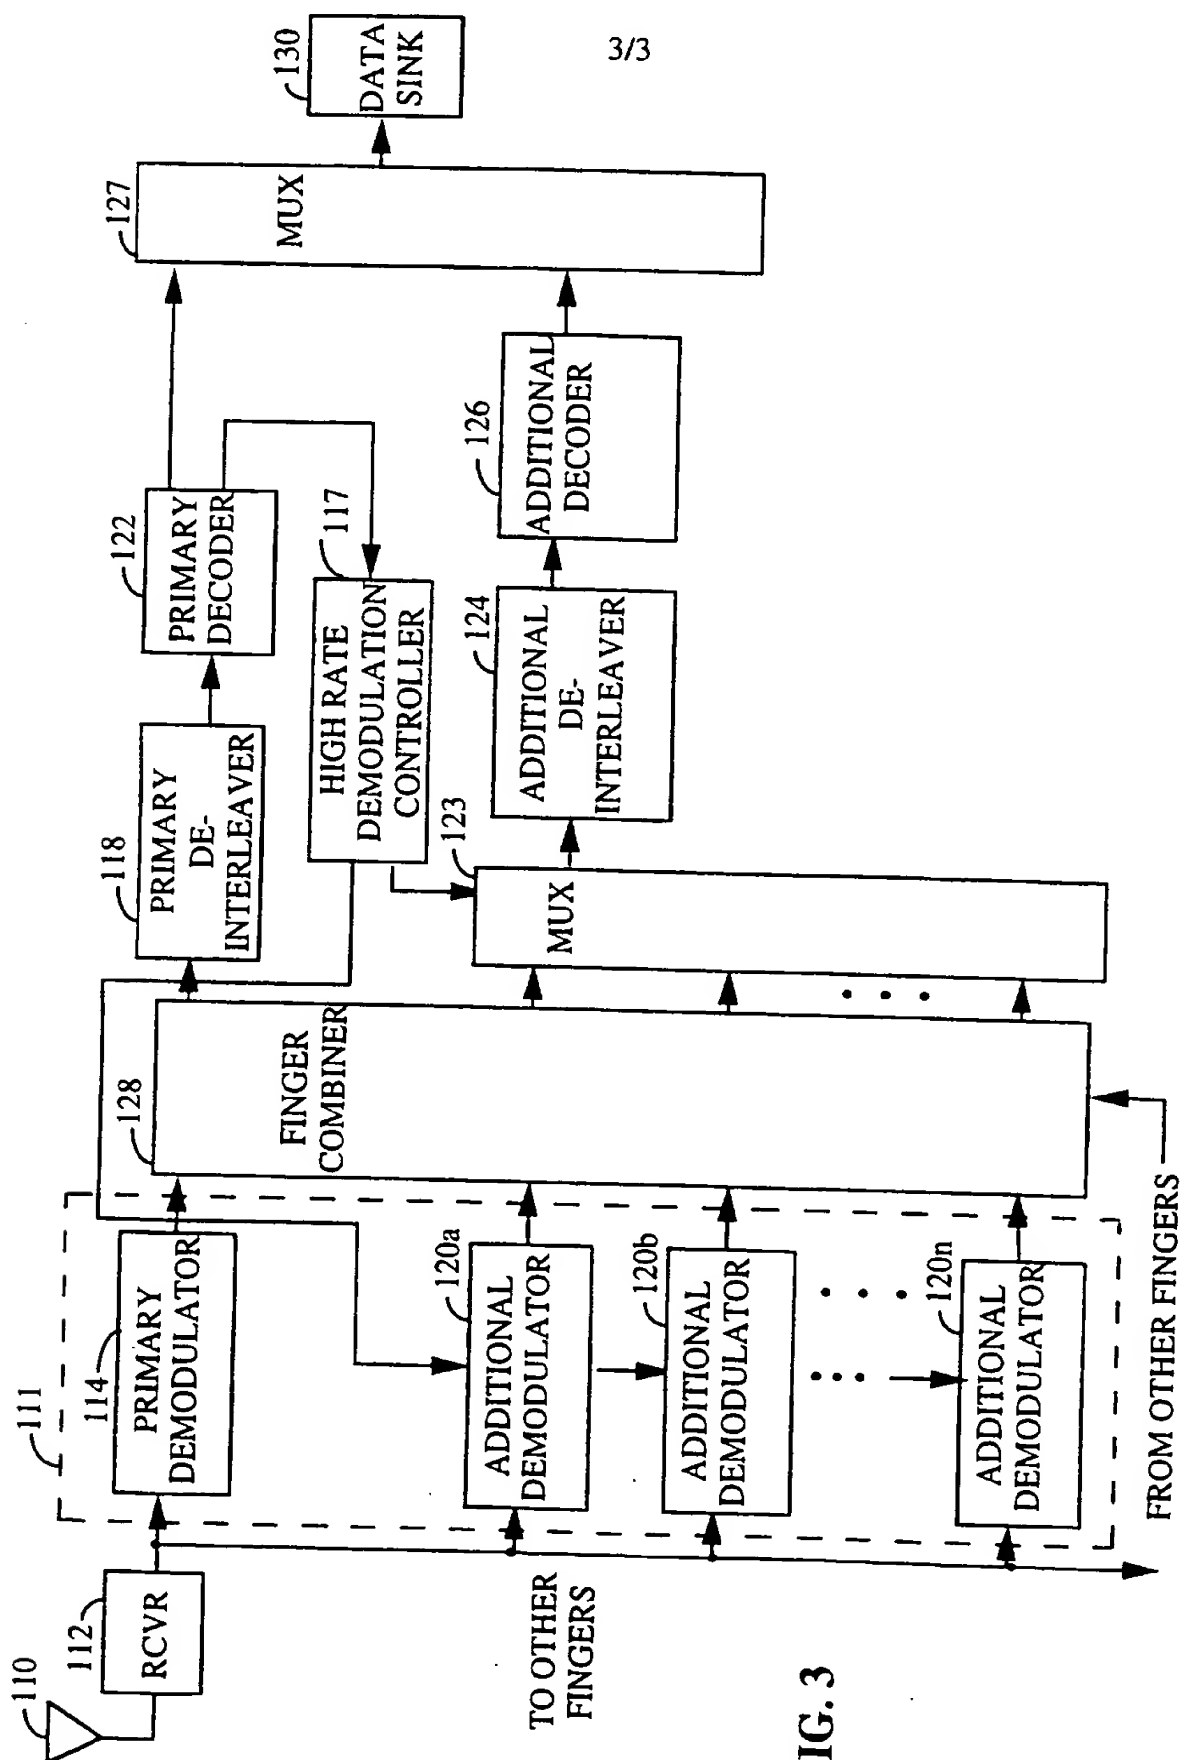 3/3
110
112
RCVR
111
114
PRIMARY
DEMODULATOR
120a
ADDITIONAL
DEMODULATOR
120b
ADDITIONAL
DEMODULATOR
120n
ADDITIONAL
DEMODULATOR
TO OTHER
FINGERS
FROM OTHER FINGERS
128
FINGER
COMBINER
118
PRIMARY
DE-
INTERLEAVER
122
PRIMARY
DECODER
117
HIGH RATE
DEMODULATION
CONTROLLER
123
MUX
124
ADDITIONAL
DE-
INTERLEAVER
126
ADDITIONAL
DECODER
127
MUX
130
DATA
SINK
IG. 3